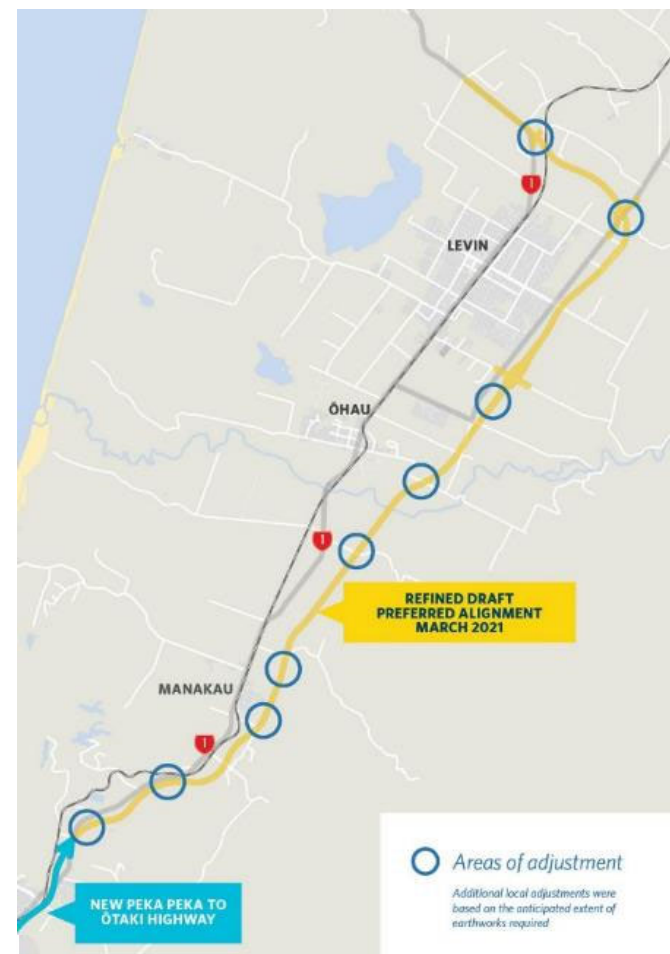 1
LEVIN
ŌHAU
1
REFINED DRAFT
PREFERRED ALIGNMENT
MARCH 2021
MANAKAU
1
NEW PEKA PEKA TO
ŌTAKI HIGHWAY
Areas of adjustment
Additional local adjustments were
based on the anticipated extent of
earthworks required